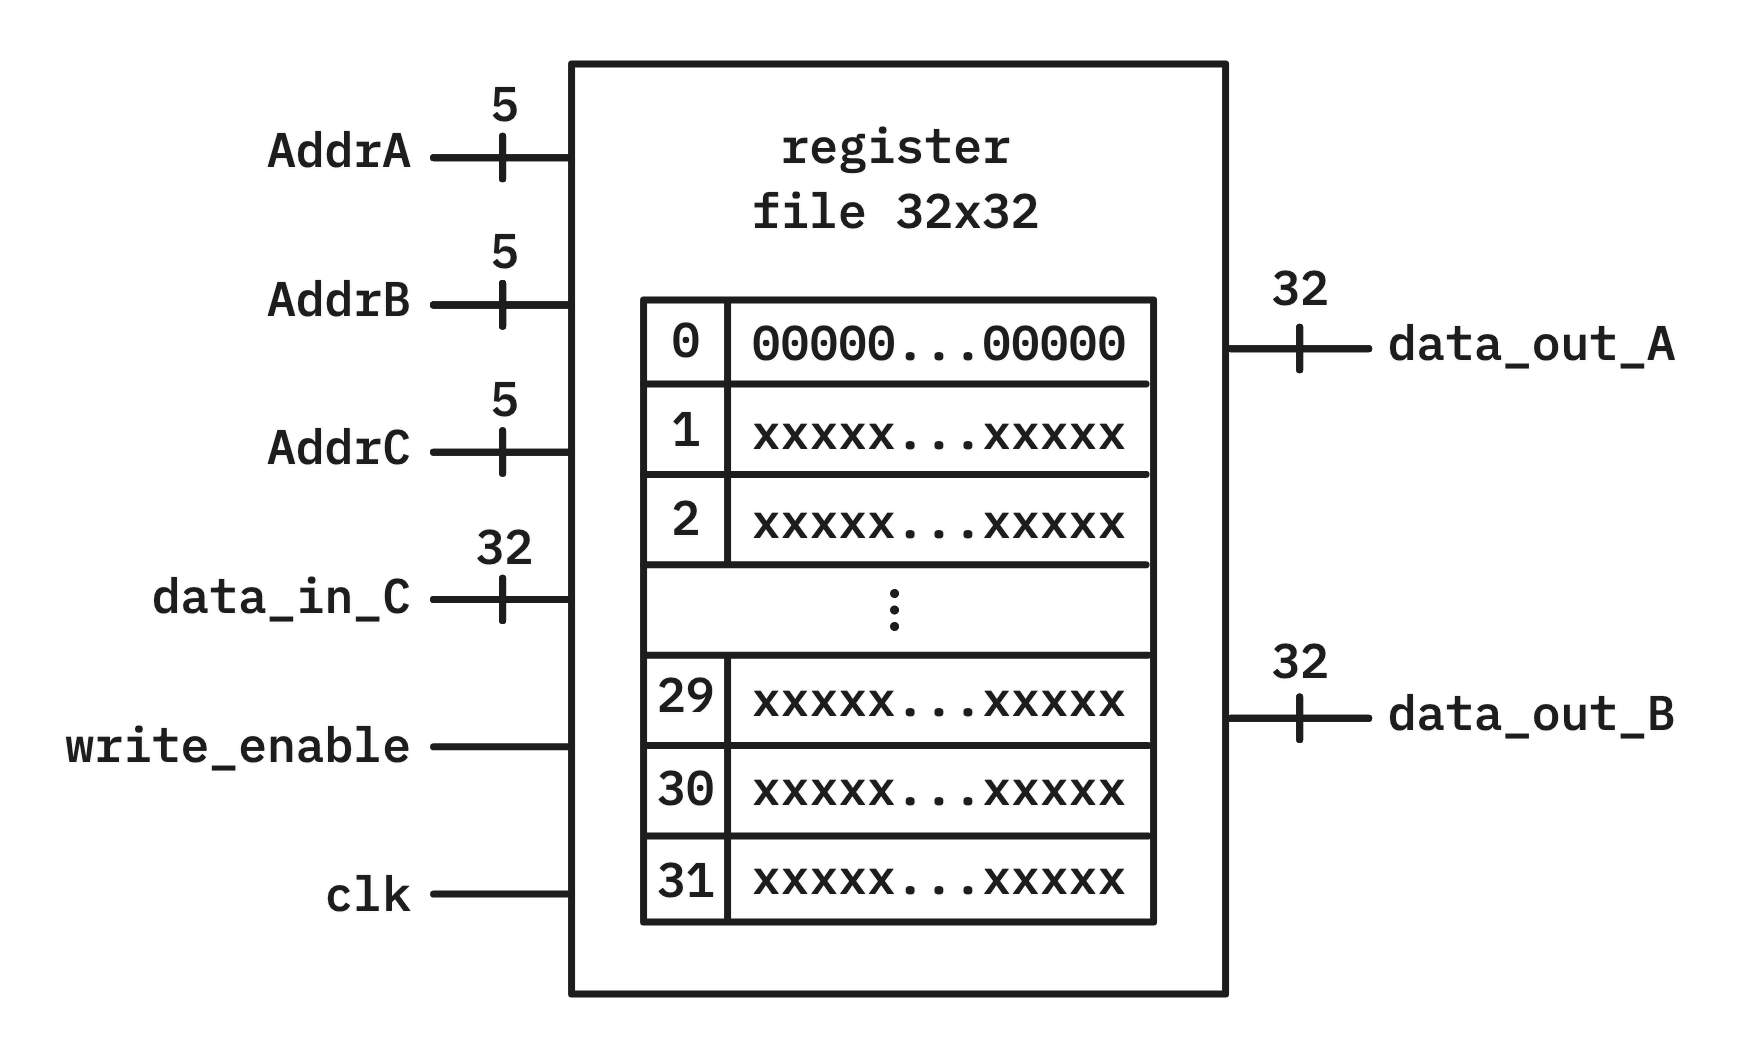 5
AddrA
5
AddrB
5
AddrC
32
data_in_C
write_enable
clk
register
file 32x32
0 00000...00000
1 xxxxx...xxxxx
2 xxxxx...xxxxx
⋮
29 xxxxx...xxxxx
30 xxxxx...xxxxx
31 xxxxx...xxxxx
32
data_out_A
32
data_out_B